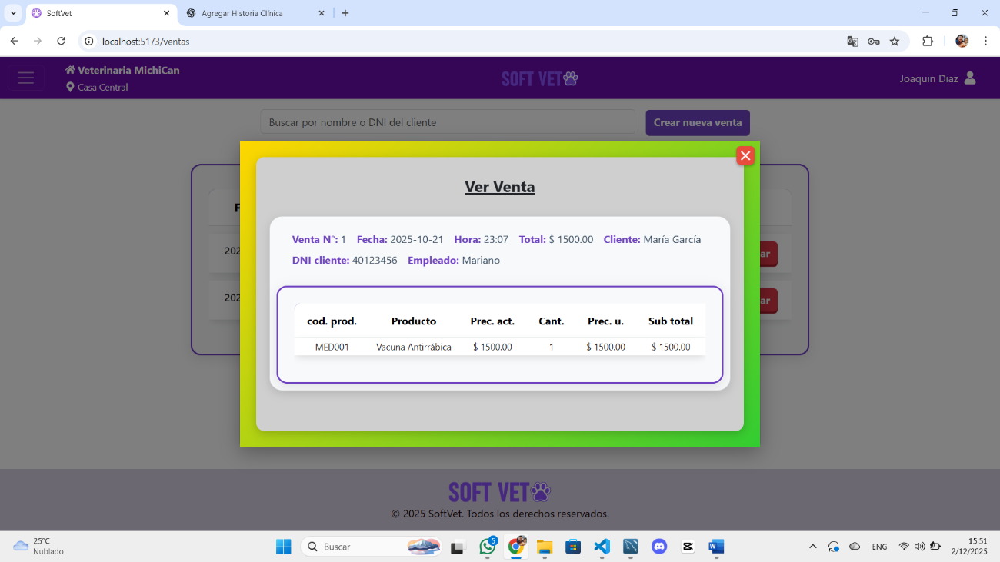 SoftVet
Agregar Historia Clínica
localhost:5173/ventas
Veterinaria MichiCan
Casa Central
SOFT VET
Joaquin Diaz
Buscar por nombre o DNI del cliente
Crear nueva venta
Ver Venta
Venta N°: 1 Fecha: 2025-10-21 Hora: 23:07 Total: $ 1500.00 Cliente: María García
DNI cliente: 40123456 Empleado: Mariano
cod. prod. Producto Prec. act. Cant. Prec. u. Sub total
MED001 Vacuna Antirrábica $ 1500.00 1 $ 1500.00 $ 1500.00
F
202
ar
202
ar
SOFT VET
© 2025 SoftVet. Todos los derechos reservados.
25°C
Nublado
Buscar
5
ENG
15:51
2/12/2025